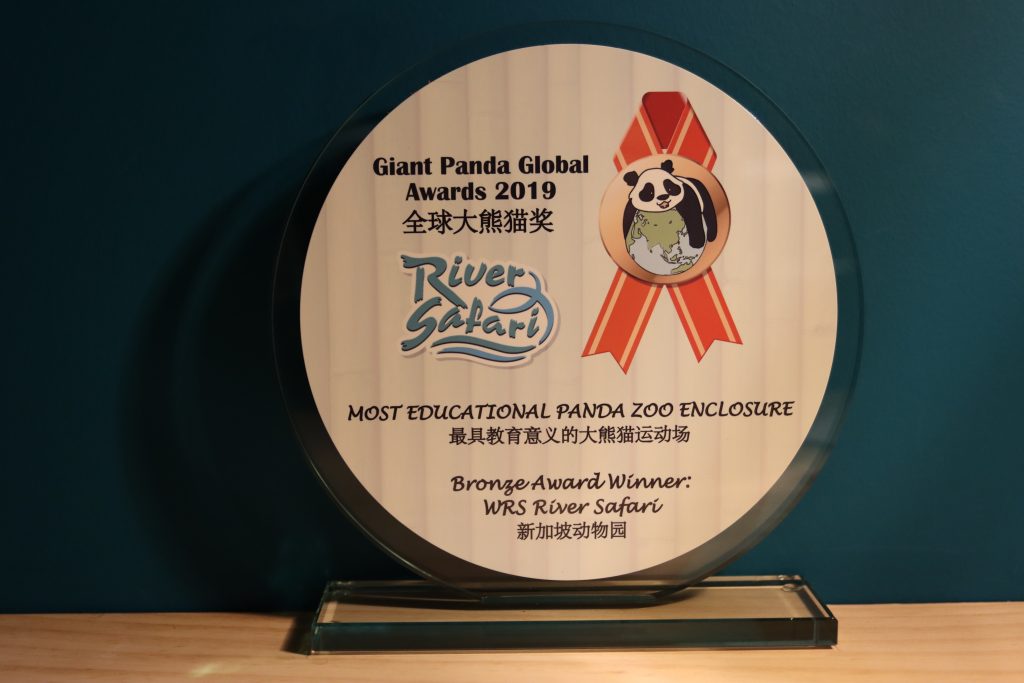 Giant Panda Global
Awards 2019
全球大熊猫奖
River
Safari
MOST EDUCATIONAL PANDA ZOO ENCLOSURE
最具教育意义的大熊猫运动场
Bronze Award Winner:
WRS River Safari
新加坡动物园